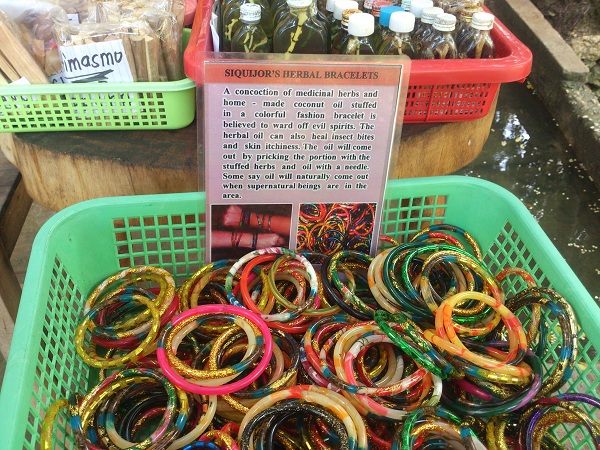 imasmo
SIQUIJOR'S HERBAL BRACELETS
A concoction of medicinal herbs and
home - made coconut oil stuffed
in a colorful fashion bracelet is
believed to ward off evil spirits. The
herbal oil can also heal insect bites
and skin itchiness. The oil will come
out by pricking the portion with the
stuffed herbs and oil with a needle.
Some say oil will naturally come out
when supernatural beings are in the
area.